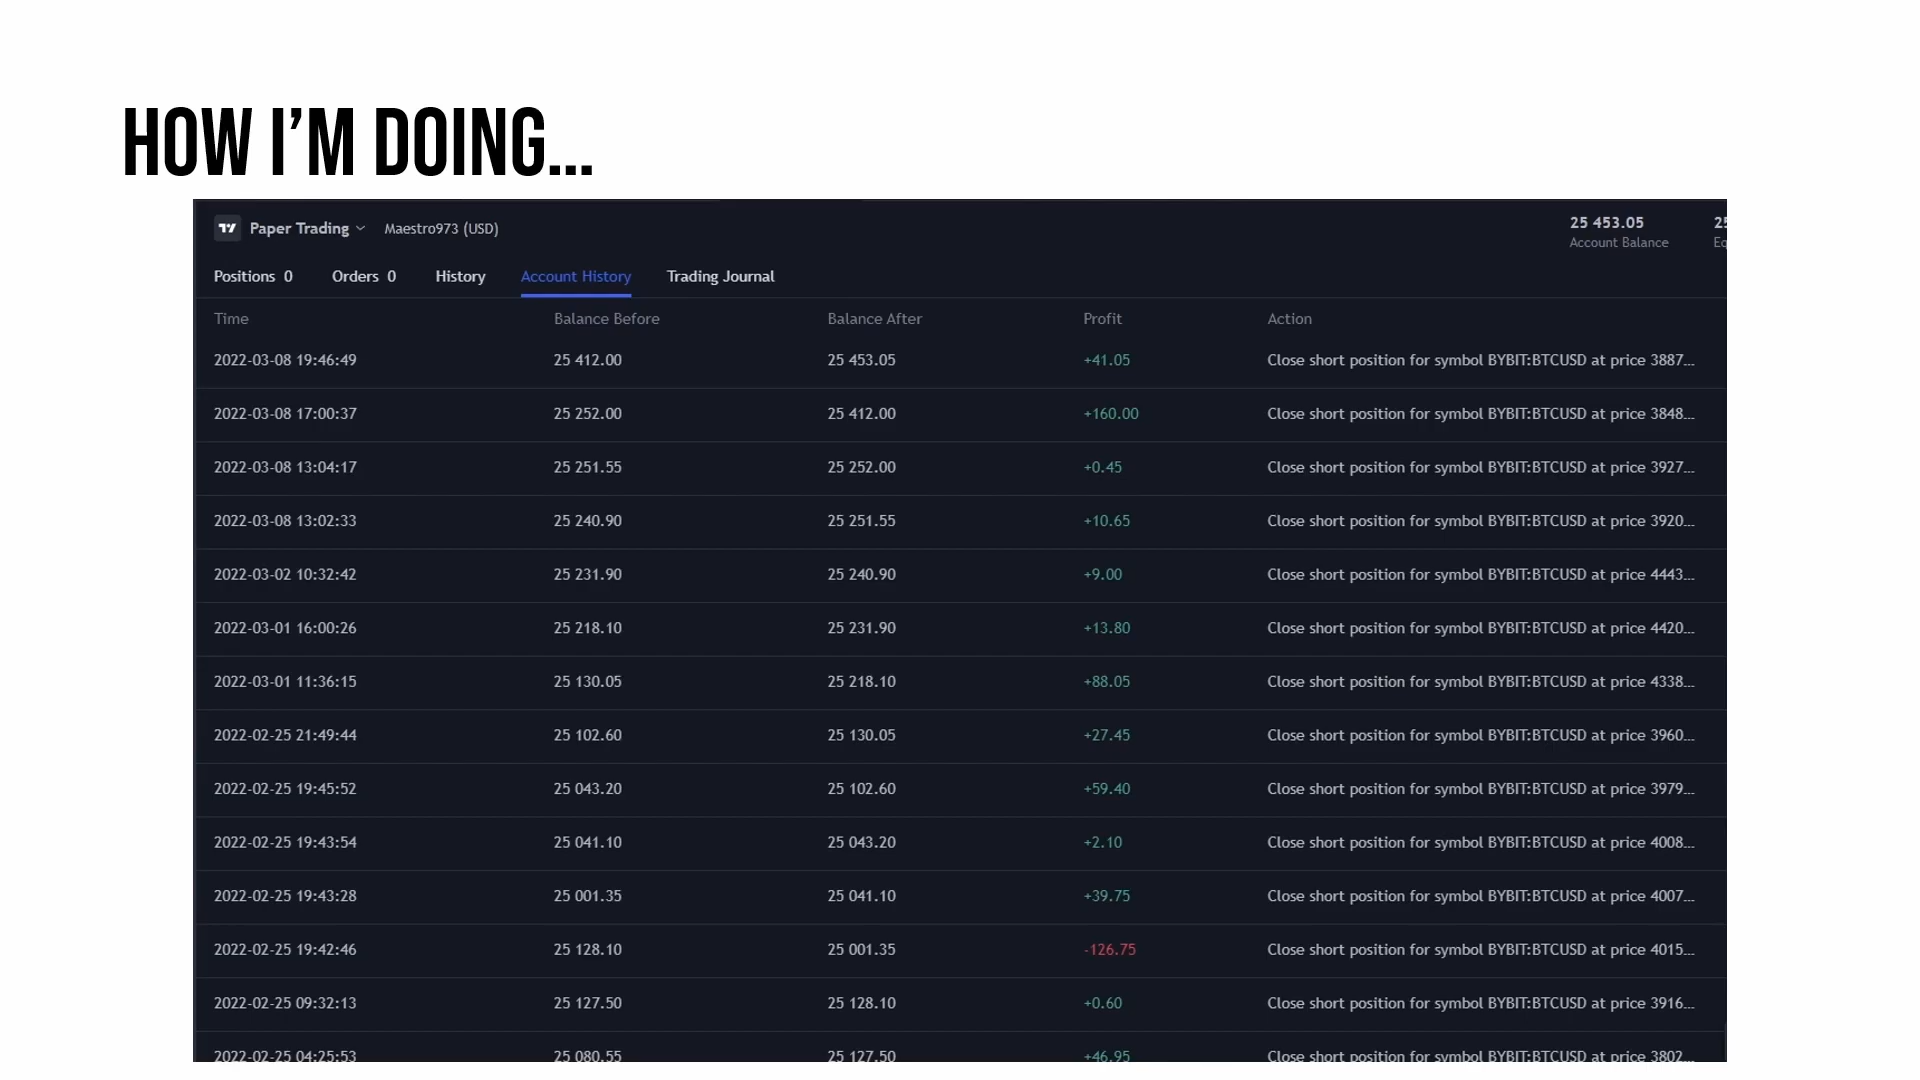 HOW I'M DOING...
Paper Trading Maestro973 (USD) 25 453.05 25
Account Balance Eq
Positions 0 Orders 0 History Account History Trading Journal
Time Balance Before Balance After Profit Action
2022-03-08 19:46:49 25 412.00 25 453.05 +41.05 Close short position for symbol BYBIT:BTCUSD at price 3887...
2022-03-08 17:00:37 25 252.00 25 412.00 +160.00 Close short position for symbol BYBIT:BTCUSD at price 3848...
2022-03-08 13:04:17 25 251.55 25 252.00 +0.45 Close short position for symbol BYBIT:BTCUSD at price 3927...
2022-03-08 13:02:33 25 240.90 25 251.55 +10.65 Close short position for symbol BYBIT:BTCUSD at price 3920...
2022-03-02 10:32:42 25 231.90 25 240.90 +9.00 Close short position for symbol BYBIT:BTCUSD at price 4443...
2022-03-01 16:00:26 25 218.10 25 231.90 +13.80 Close short position for symbol BYBIT:BTCUSD at price 4420...
2022-03-01 11:36:15 25 130.05 25 218.10 +88.05 Close short position for symbol BYBIT:BTCUSD at price 4338...
2022-02-25 21:49:44 25 102.60 25 130.05 +27.45 Close short position for symbol BYBIT:BTCUSD at price 3960...
2022-02-25 19:45:52 25 043.20 25 102.60 +59.40 Close short position for symbol BYBIT:BTCUSD at price 3979...
2022-02-25 19:43:54 25 041.10 25 043.20 +2.10 Close short position for symbol BYBIT:BTCUSD at price 4008...
2022-02-25 19:43:28 25 001.35 25 041.10 +39.75 Close short position for symbol BYBIT:BTCUSD at price 4007...
2022-02-25 19:42:46 25 128.10 25 001.35 -126.75 Close short position for symbol BYBIT:BTCUSD at price 4015...
2022-02-25 09:32:13 25 127.50 25 128.10 +0.60 Close short position for symbol BYBIT:BTCUSD at price 3916...
2022-02-25 04:25:53 25 080.55 25 127.50 +46.95 Close short position for symbol BYBIT:BTCUSD at price 3802...